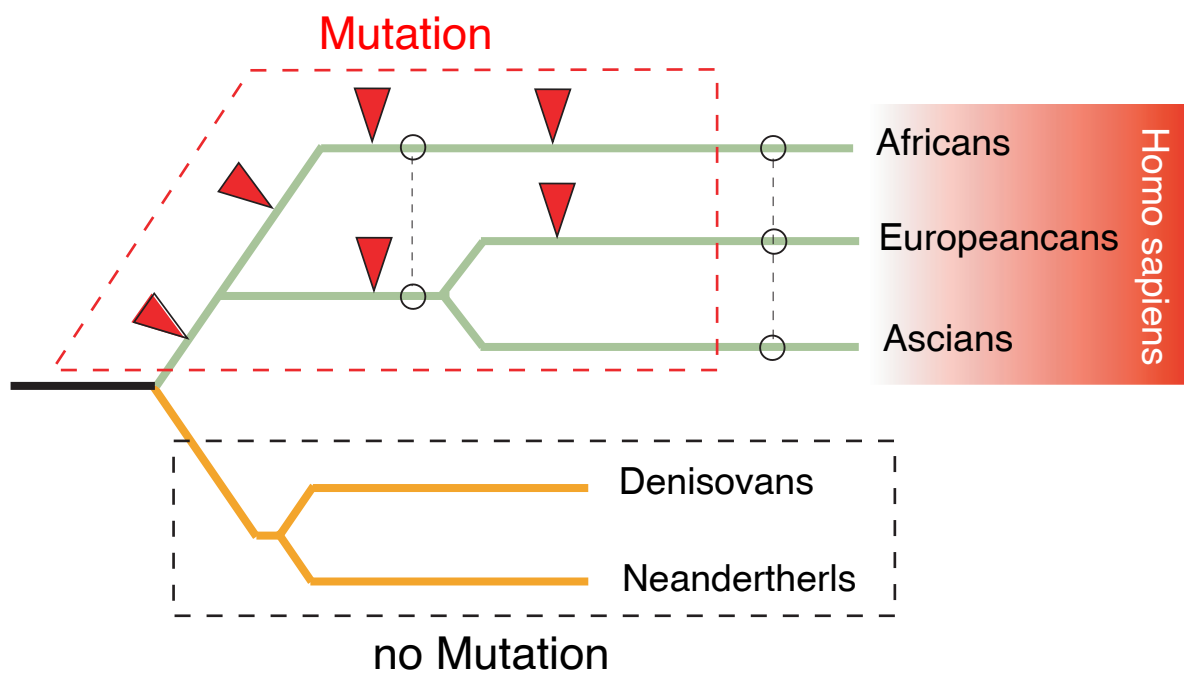 Mutation
Africans
Europeancans
Ascians
Homo sapiens
Denisovans
Neandertherls
no Mutation